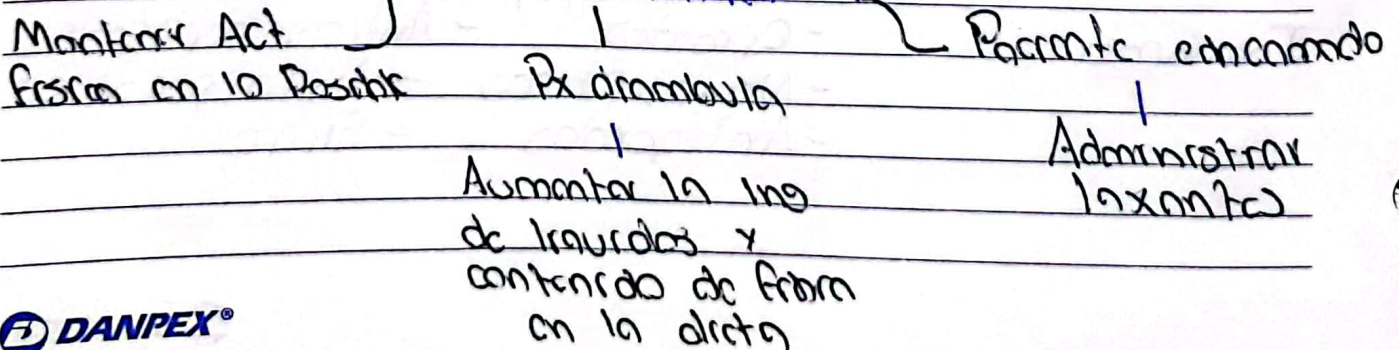 Mantener Act
física en lo Posible
Px deambula
Aumentar la ing
de líquidos y
contenido de fibra
en la dieta
Paciente encamado
Administrar
laxantes
DANPEX®